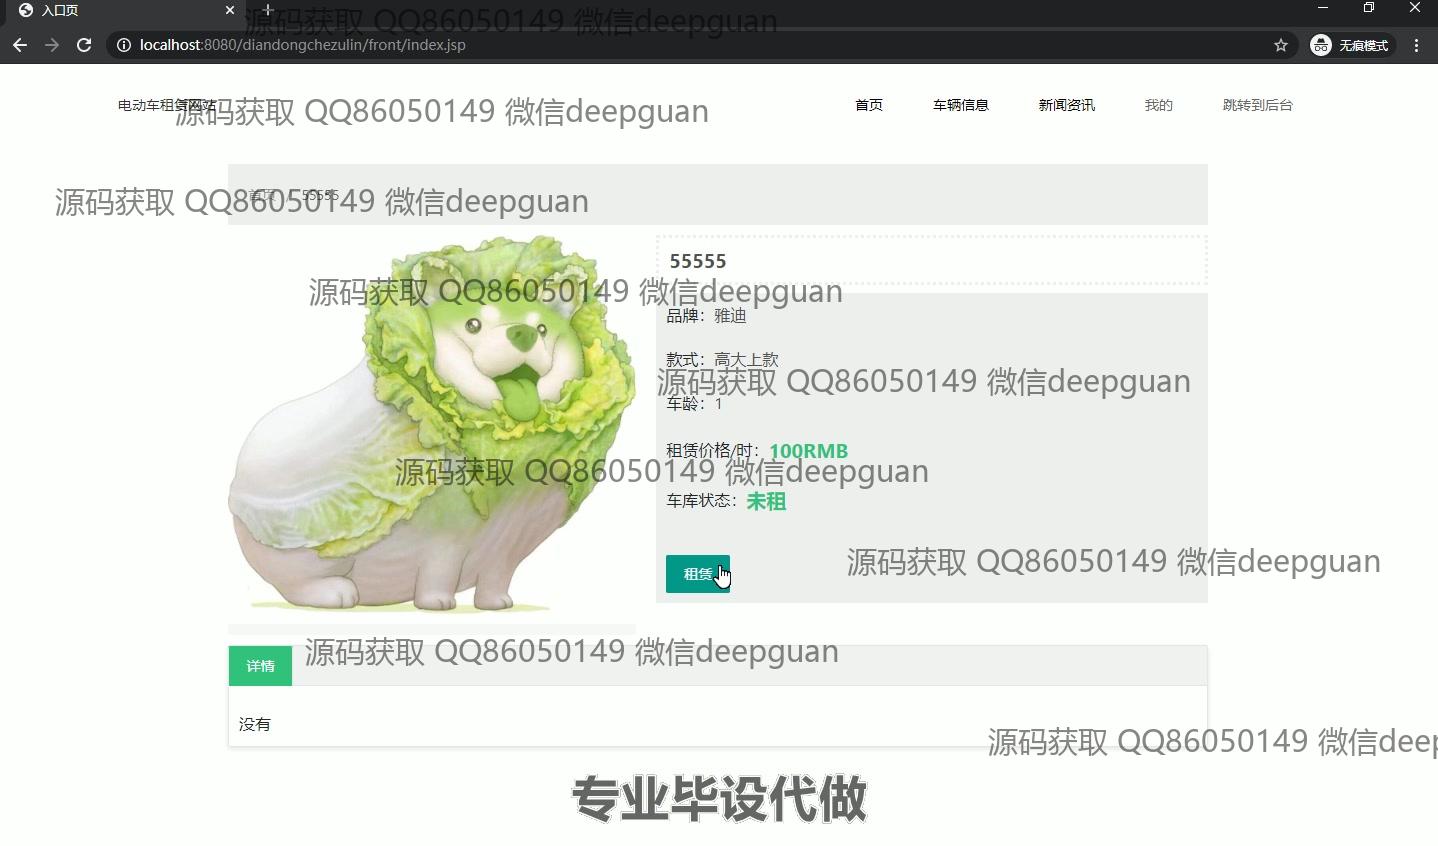 入口页
源码获取 QQ86050149 微信deepguan
localhost:8080/diandongchezulin/front/index.jsp
无痕模式
电动车租赁网站
首页
车辆信息
新闻资讯
我的
跳转到后台
源码获取 QQ86050149 微信deepguan
首页 / 55555
源码获取 QQ86050149 微信deepguan
55555
源码获取 QQ86050149 微信deepguan
品牌：雅迪
款式：高大上款
源码获取 QQ86050149 微信deepguan
车龄：1
租赁价格/时：100RMB
源码获取 QQ86050149 微信deepguan
车库状态：未租
源码获取 QQ86050149 微信deepguan
租赁
源码获取 QQ86050149 微信deepguan
详情
没有
源码获取 QQ86050149 微信deep
专业毕设代做